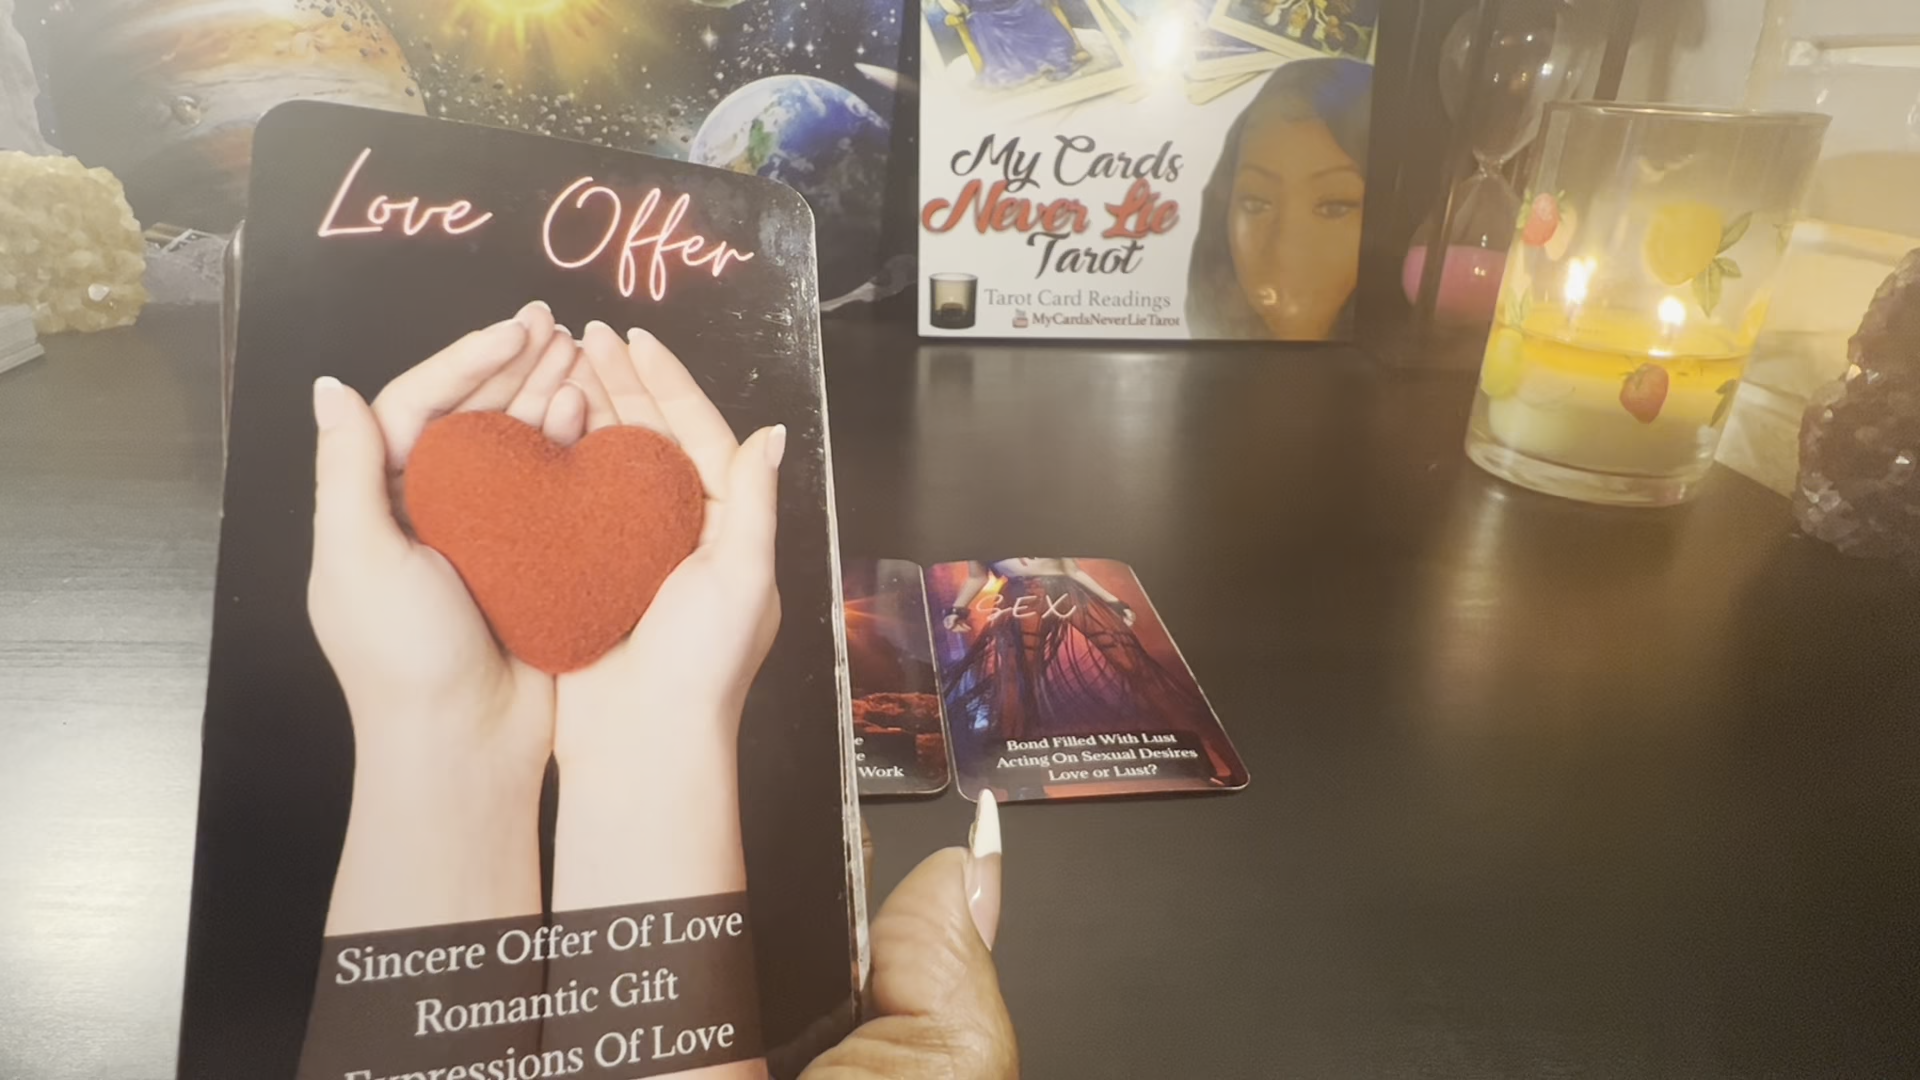 Love Offer
Sincere Offer Of Love
Romantic Gift
Expressions Of Love
My Cards
Never Lie
Tarot
Tarot Card Readings
MyCardsNeverLieTarot
Work
SEX
Bond Filled With Lust
Acting On Sexual Desires
Love or Lust?